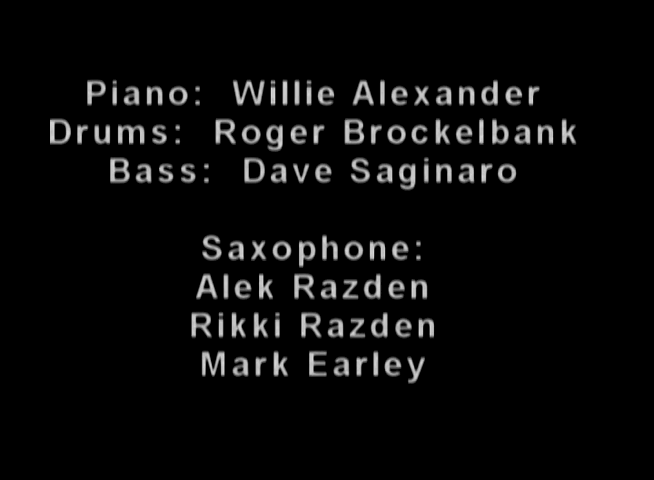 Piano: Willie Alexander
Drums: Roger Brockelbank
Bass: Dave Saginaro
Saxophone:
Alek Razden
Rikki Razden
Mark Earley